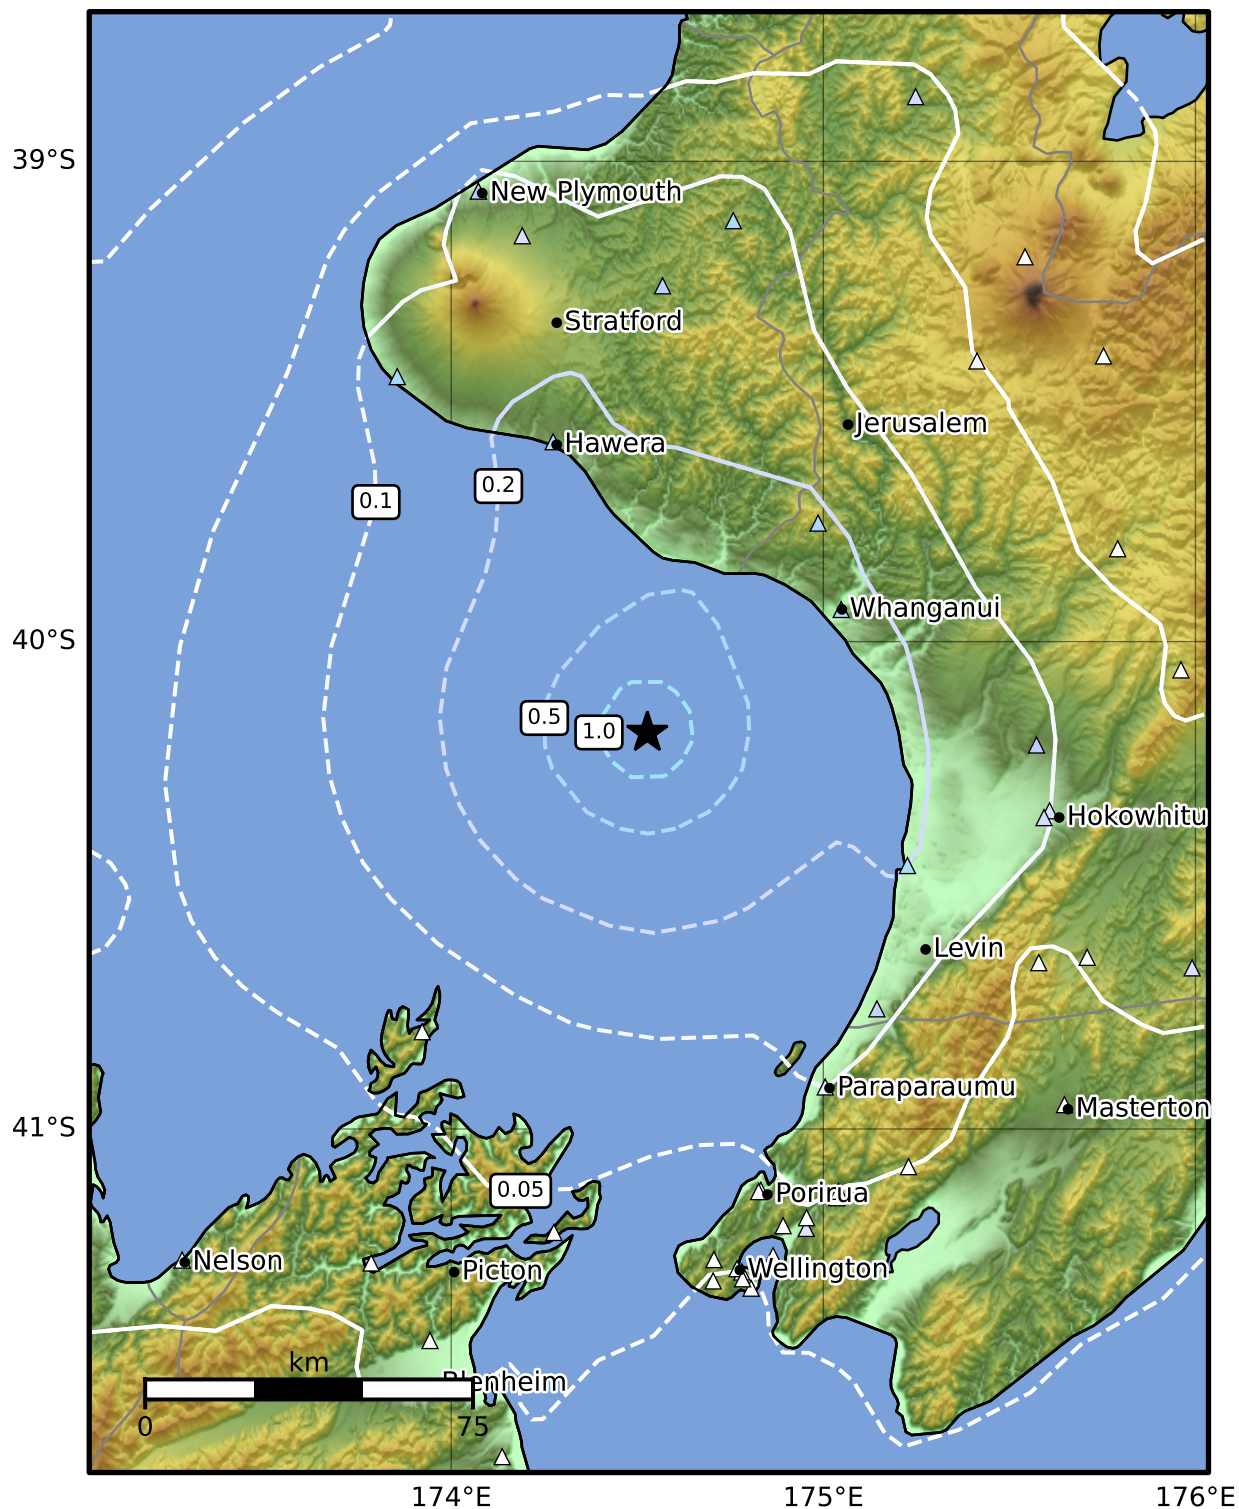 39°S
New Plymouth
Stratford
Jerusalem
Hawera
0.2
0.1
Whanganui
40°S
0.5
1.0
Hokowhitu
Levin
Paraparaumu
Masterton
41°S
0.05
Porirua
Nelson
Picton
Wellington
km
Blenheim
0
75
174°E
175°E
176°E